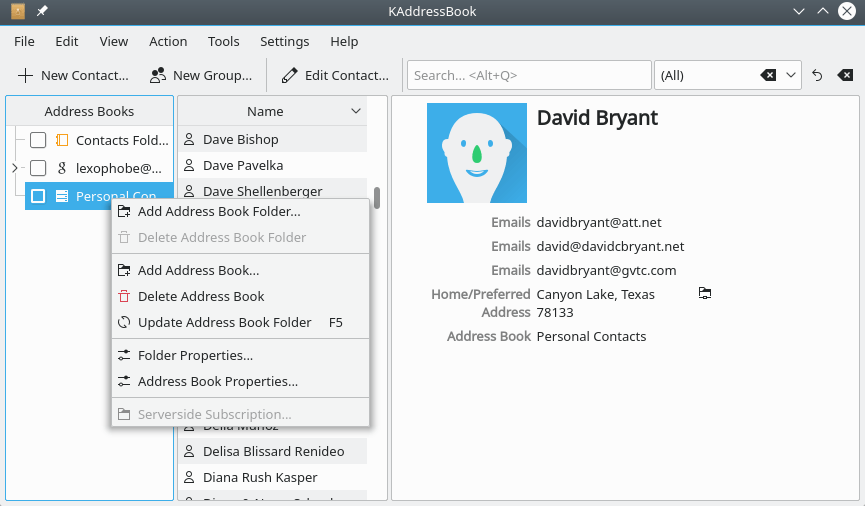 KAddressBook
File Edit View Action Tools Settings Help
New Contact... New Group... Edit Contact... Search... <Alt+Q> (All)
Address Books
Contacts Fold...
lexophobe@...
Personal Con...
Name
Dave Bishop
Dave Pavelka
Dave Shellenberger
Add Address Book Folder...
Delete Address Book Folder
Add Address Book...
Delete Address Book
Update Address Book Folder F5
Folder Properties...
Address Book Properties...
Serverside Subscription...
Delia Munoz
Delisa Blissard Renideo
Diana Rush Kasper
David Bryant
Emails davidbryant@att.net
Emails david@davidcbryant.net
Emails davidbryant@gvtc.com
Home/Preferred Canyon Lake, Texas
Address 78133
Address Book Personal Contacts